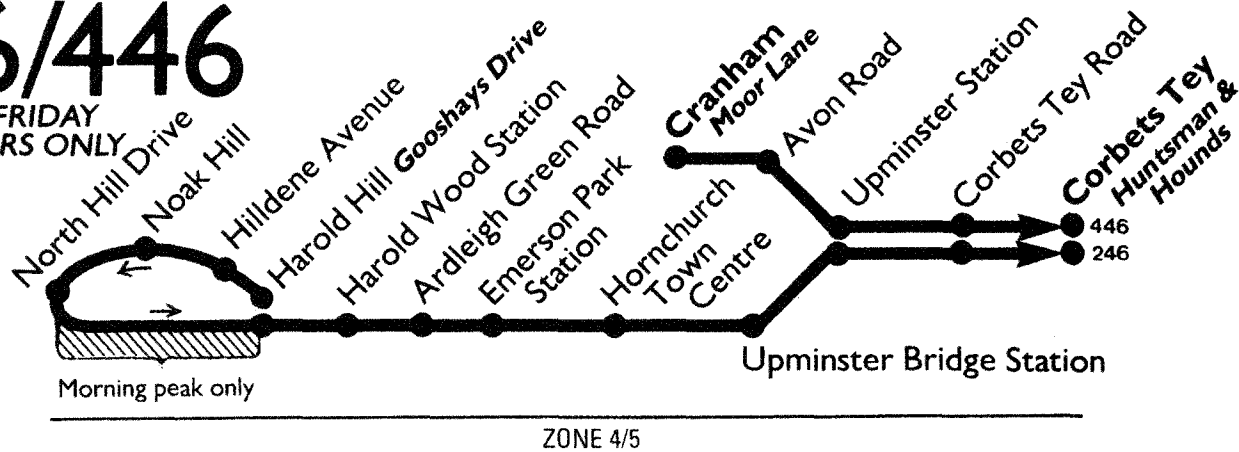 6/446
FRIDAY
RS ONLY
North Hill Drive
Noak Hill
Hilldene Avenue
Harold Hill Gooshays Drive
Harold Wood Station
Ardleigh Green Road
Emerson Park
Station
Hornchurch
Town
Centre
Cranham
Moor Lane
Avon Road
Upminster Station
Corbets Tey Road
Corbets Tey
Huntsman &
Hounds
446
246
Upminster Bridge Station
Morning peak only
ZONE 4/5